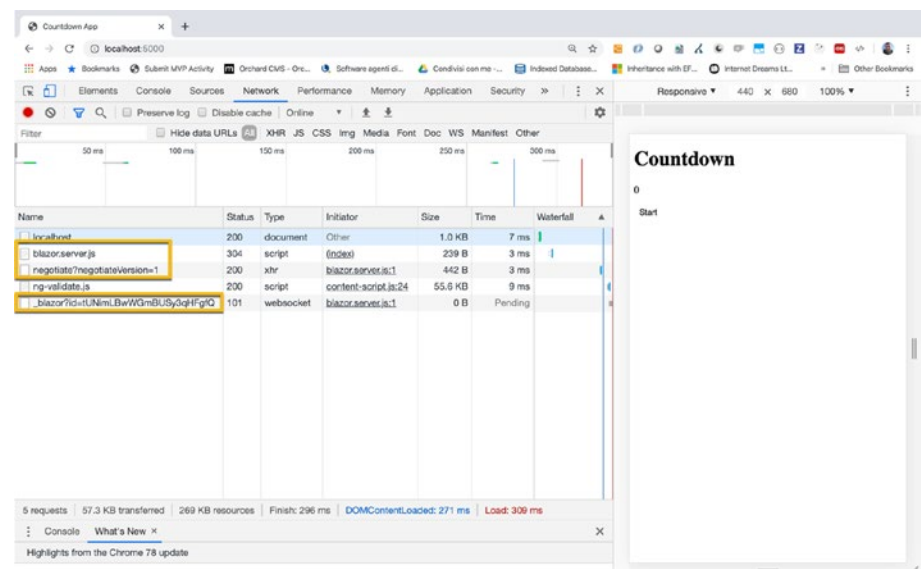 Countdown App
localhost:5000
Apps Bookmarks Submit MVP Activity Orchard CMS - Orc... Software agenti di... Condivisi con me -... Indexed Database... Inheritance with EF... Internet Dreams Lt... » Other Bookmarks
Elements Console Sources Network Performance Memory Application Security »
Responsive 440 × 680 100%
Preserve log Disable cache Online
Filter Hide data URLs All XHR JS CSS Img Media Font Doc WS Manifest Other
50 ms 100 ms 150 ms 200 ms 250 ms 300 ms
Countdown
0
Start
Name Status Type Initiator Size Time Waterfall
localhost 200 document Other 1.0 KB 7 ms
blazor.server.js 304 script (index) 239 B 3 ms
negotiate?negotiateVersion=1 200 xhr blazor.server.js:1 442 B 3 ms
ng-validate.js 200 script content-script.js:24 55.6 KB 9 ms
_blazor?id=tUNimLBwWGmBUSy3qHFgfQ 101 websocket blazor.server.js:1 0 B Pending
5 requests 57.3 KB transferred 269 KB resources Finish: 296 ms DOMContentLoaded: 271 ms Load: 309 ms
Console What's New ×
Highlights from the Chrome 78 update